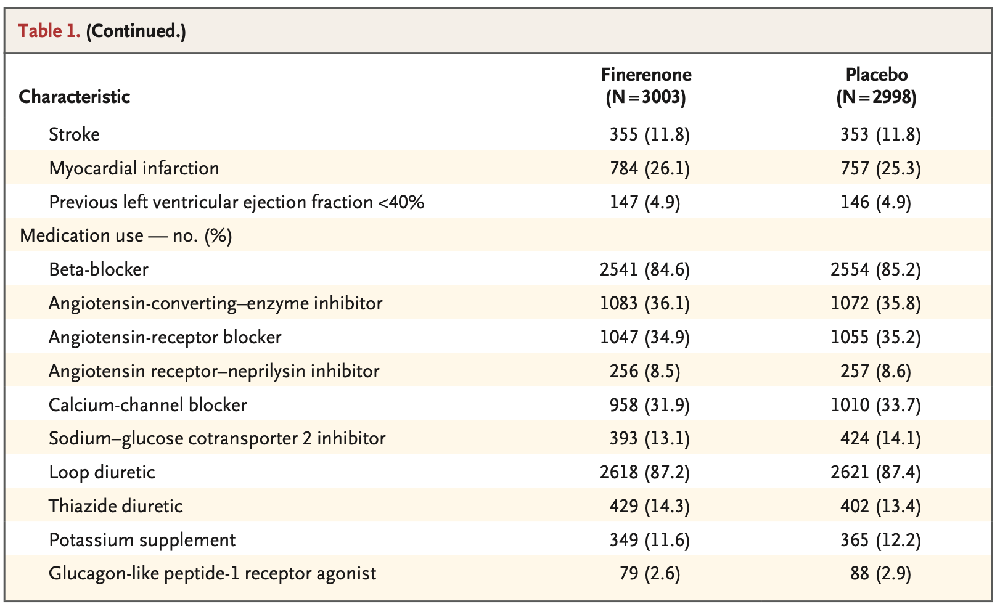 Table 1. (Continued.)
Characteristic Finerenone (N=3003) Placebo (N=2998)
Stroke 355 (11.8) 353 (11.8)
Myocardial infarction 784 (26.1) 757 (25.3)
Previous left ventricular ejection fraction <40% 147 (4.9) 146 (4.9)
Medication use — no. (%)
Beta-blocker 2541 (84.6) 2554 (85.2)
Angiotensin-converting–enzyme inhibitor 1083 (36.1) 1072 (35.8)
Angiotensin-receptor blocker 1047 (34.9) 1055 (35.2)
Angiotensin receptor–neprilysin inhibitor 256 (8.5) 257 (8.6)
Calcium-channel blocker 958 (31.9) 1010 (33.7)
Sodium–glucose cotransporter 2 inhibitor 393 (13.1) 424 (14.1)
Loop diuretic 2618 (87.2) 2621 (87.4)
Thiazide diuretic 429 (14.3) 402 (13.4)
Potassium supplement 349 (11.6) 365 (12.2)
Glucagon-like peptide-1 receptor agonist 79 (2.6) 88 (2.9)